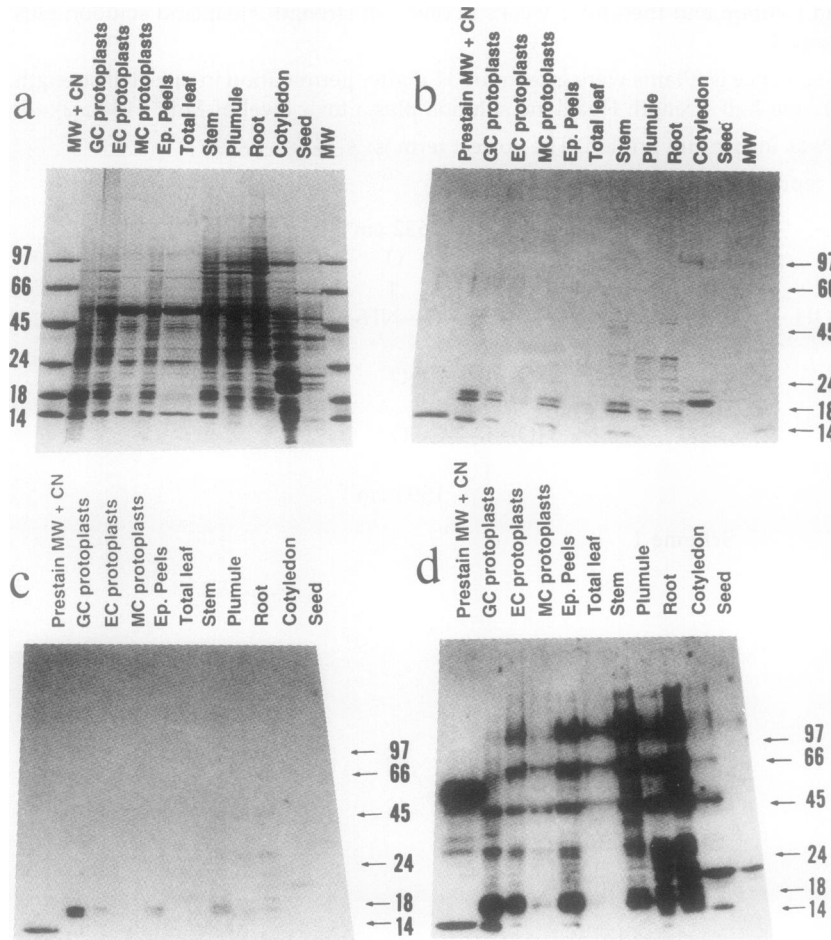 a
MW + CN
GC protoplasts
EC protoplasts
MC protoplasts
Ep. Peels
Total leaf
Stem
Plumule
Root
Cotyledon
Seed
MW
97
66
45
24
18
14
b
Prestain MW + CN
GC protoplasts
EC protoplasts
MC protoplasts
Ep. Peels
Total leaf
Stem
Plumule
Root
Cotyledon
Seed
MW
97
66
45
24
18
14
c
Prestain MW + CN
GC protoplasts
EC protoplasts
MC protoplasts
Ep. Peels
Total leaf
Stem
Plumule
Root
Cotyledon
Seed
97
66
45
24
18
14
d
Prestain MW + CN
GC protoplasts
EC protoplasts
MC protoplasts
Ep. Peels
Total leaf
Stem
Plumule
Root
Cotyledon
Seed
97
66
45
24
18
14